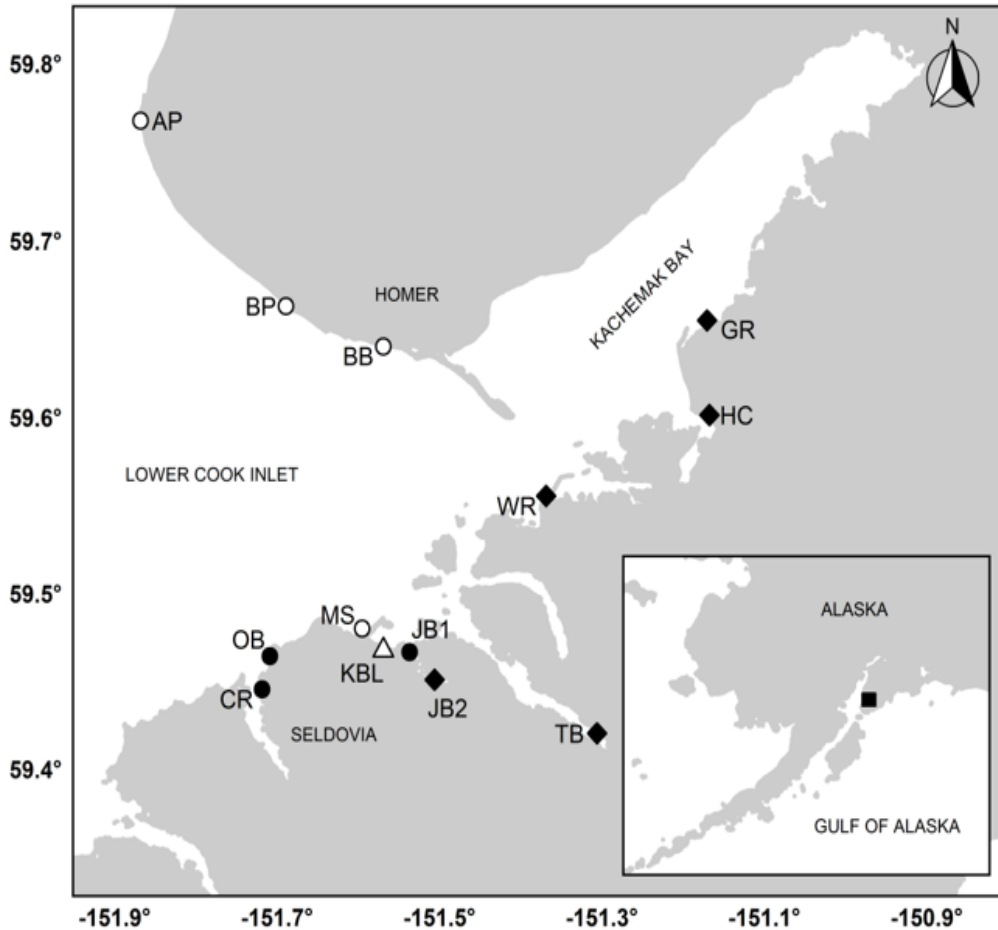 N
59.8°
AP
59.7°
HOMER
BP
KACHEMAK BAY
GR
BB
59.6°
HC
LOWER COOK INLET
WR
59.5°
MS
JB1
OB
KBL
CR
JB2
SELDOVIA
TB
59.4°
ALASKA
GULF OF ALASKA
-151.9° -151.7° -151.5° -151.3° -151.1° -150.9°